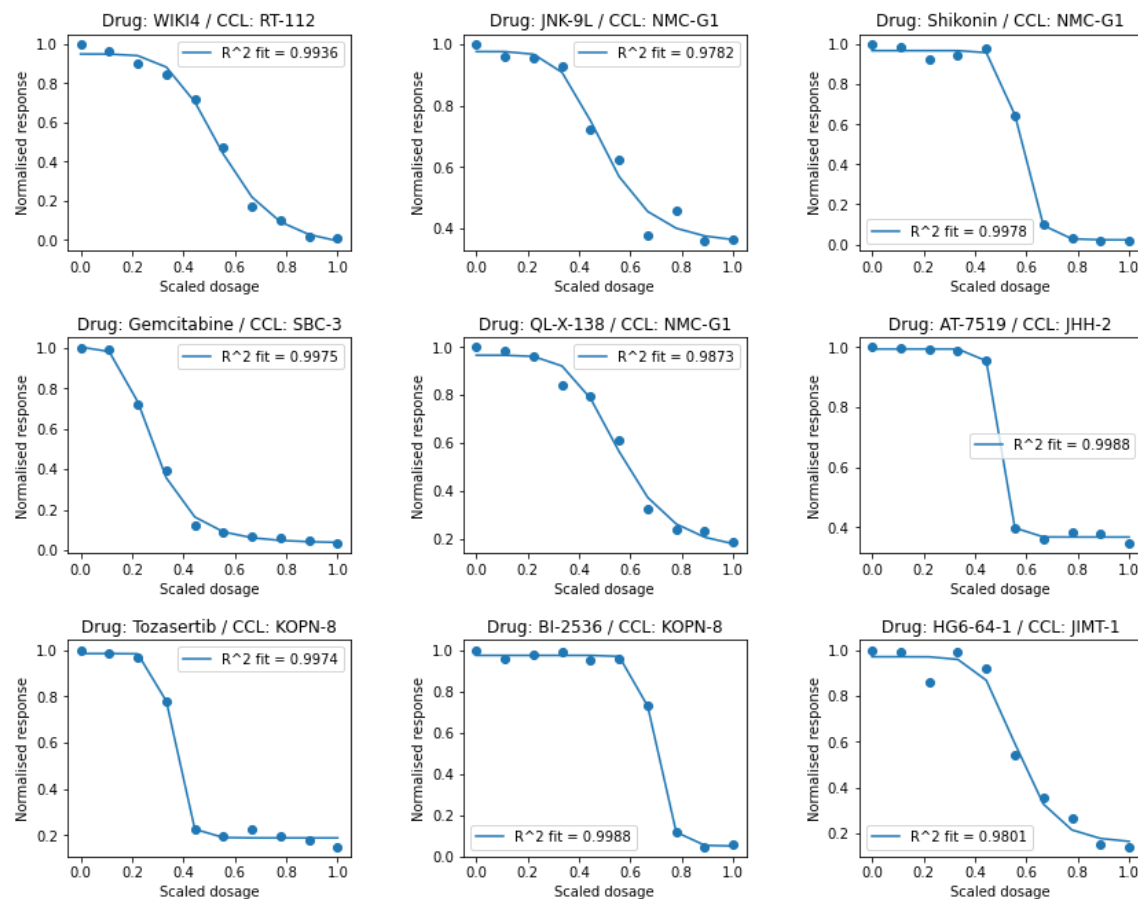 Drug: WIKI4 / CCL: RT-112
R^2 fit = 0.9936
Normalised response
1.0
0.8
0.6
0.4
0.2
0.0
0.0 0.2 0.4 0.6 0.8 1.0
Scaled dosage
Drug: JNK-9L / CCL: NMC-G1
R^2 fit = 0.9782
Normalised response
1.0
0.8
0.6
0.4
0.0 0.2 0.4 0.6 0.8 1.0
Scaled dosage
Drug: Shikonin / CCL: NMC-G1
R^2 fit = 0.9978
Normalised response
1.0
0.8
0.6
0.4
0.2
0.0
0.0 0.2 0.4 0.6 0.8 1.0
Scaled dosage
Drug: Gemcitabine / CCL: SBC-3
R^2 fit = 0.9975
Normalised response
1.0
0.8
0.6
0.4
0.2
0.0
0.0 0.2 0.4 0.6 0.8 1.0
Scaled dosage
Drug: QL-X-138 / CCL: NMC-G1
R^2 fit = 0.9873
Normalised response
1.0
0.8
0.6
0.4
0.2
0.0 0.2 0.4 0.6 0.8 1.0
Scaled dosage
Drug: AT-7519 / CCL: JHH-2
R^2 fit = 0.9988
Normalised response
1.0
0.8
0.6
0.4
0.0 0.2 0.4 0.6 0.8 1.0
Scaled dosage
Drug: Tozasertib / CCL: KOPN-8
R^2 fit = 0.9974
Normalised response
1.0
0.8
0.6
0.4
0.2
0.0 0.2 0.4 0.6 0.8 1.0
Scaled dosage
Drug: BI-2536 / CCL: KOPN-8
R^2 fit = 0.9988
Normalised response
1.0
0.8
0.6
0.4
0.2
0.0
0.0 0.2 0.4 0.6 0.8 1.0
Scaled dosage
Drug: HG6-64-1 / CCL: JIMT-1
R^2 fit = 0.9801
Normalised response
1.0
0.8
0.6
0.4
0.2
0.0 0.2 0.4 0.6 0.8 1.0
Scaled dosage